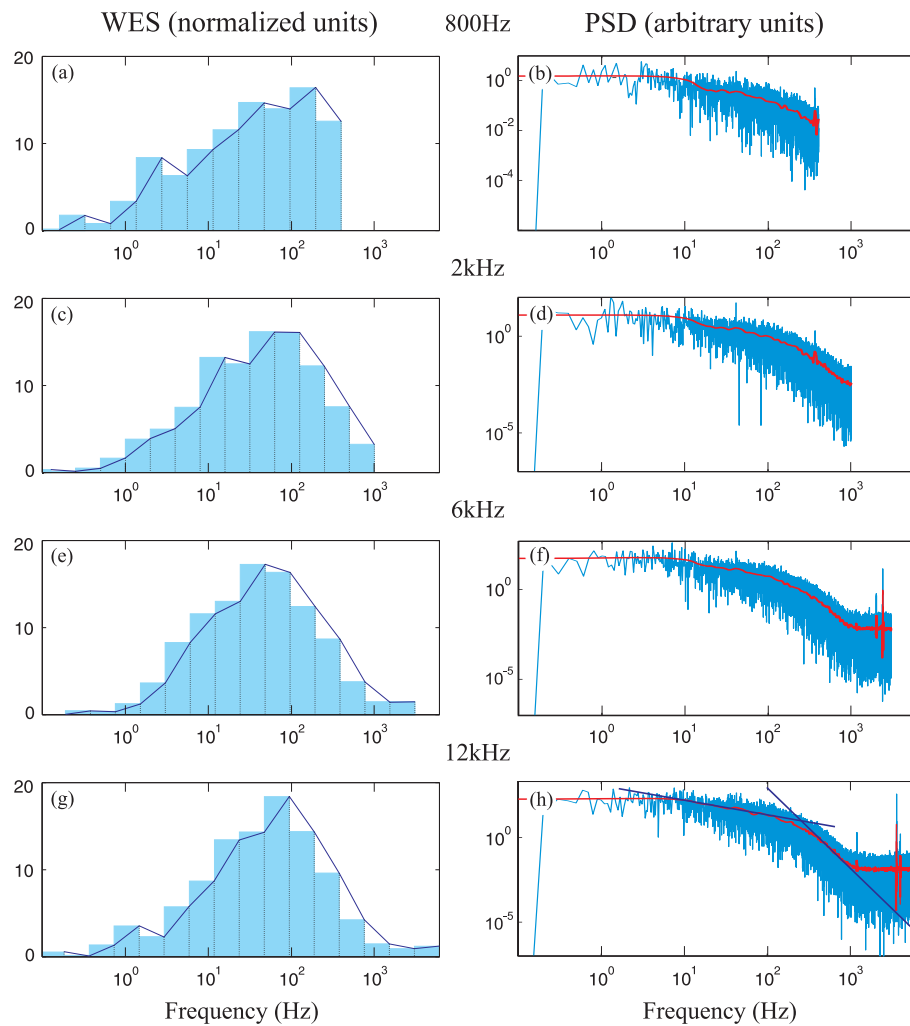 WES (normalized units) 800Hz PSD (arbitrary units)
20
(a)
10
0
10^0 10^1 10^2 10^3
(b)
10^0
10^-2
10^-4
10^0 10^1 10^2 10^3
2kHz
20
(c)
10
0
10^0 10^1 10^2 10^3
(d)
10^0
10^-5
10^0 10^1 10^2 10^3
6kHz
20
(e)
10
0
10^0 10^1 10^2 10^3
(f)
10^0
10^-5
10^0 10^1 10^2 10^3
12kHz
20
(g)
10
0
10^0 10^1 10^2 10^3
Frequency (Hz)
(h)
10^0
10^-5
10^0 10^1 10^2 10^3
Frequency (Hz)